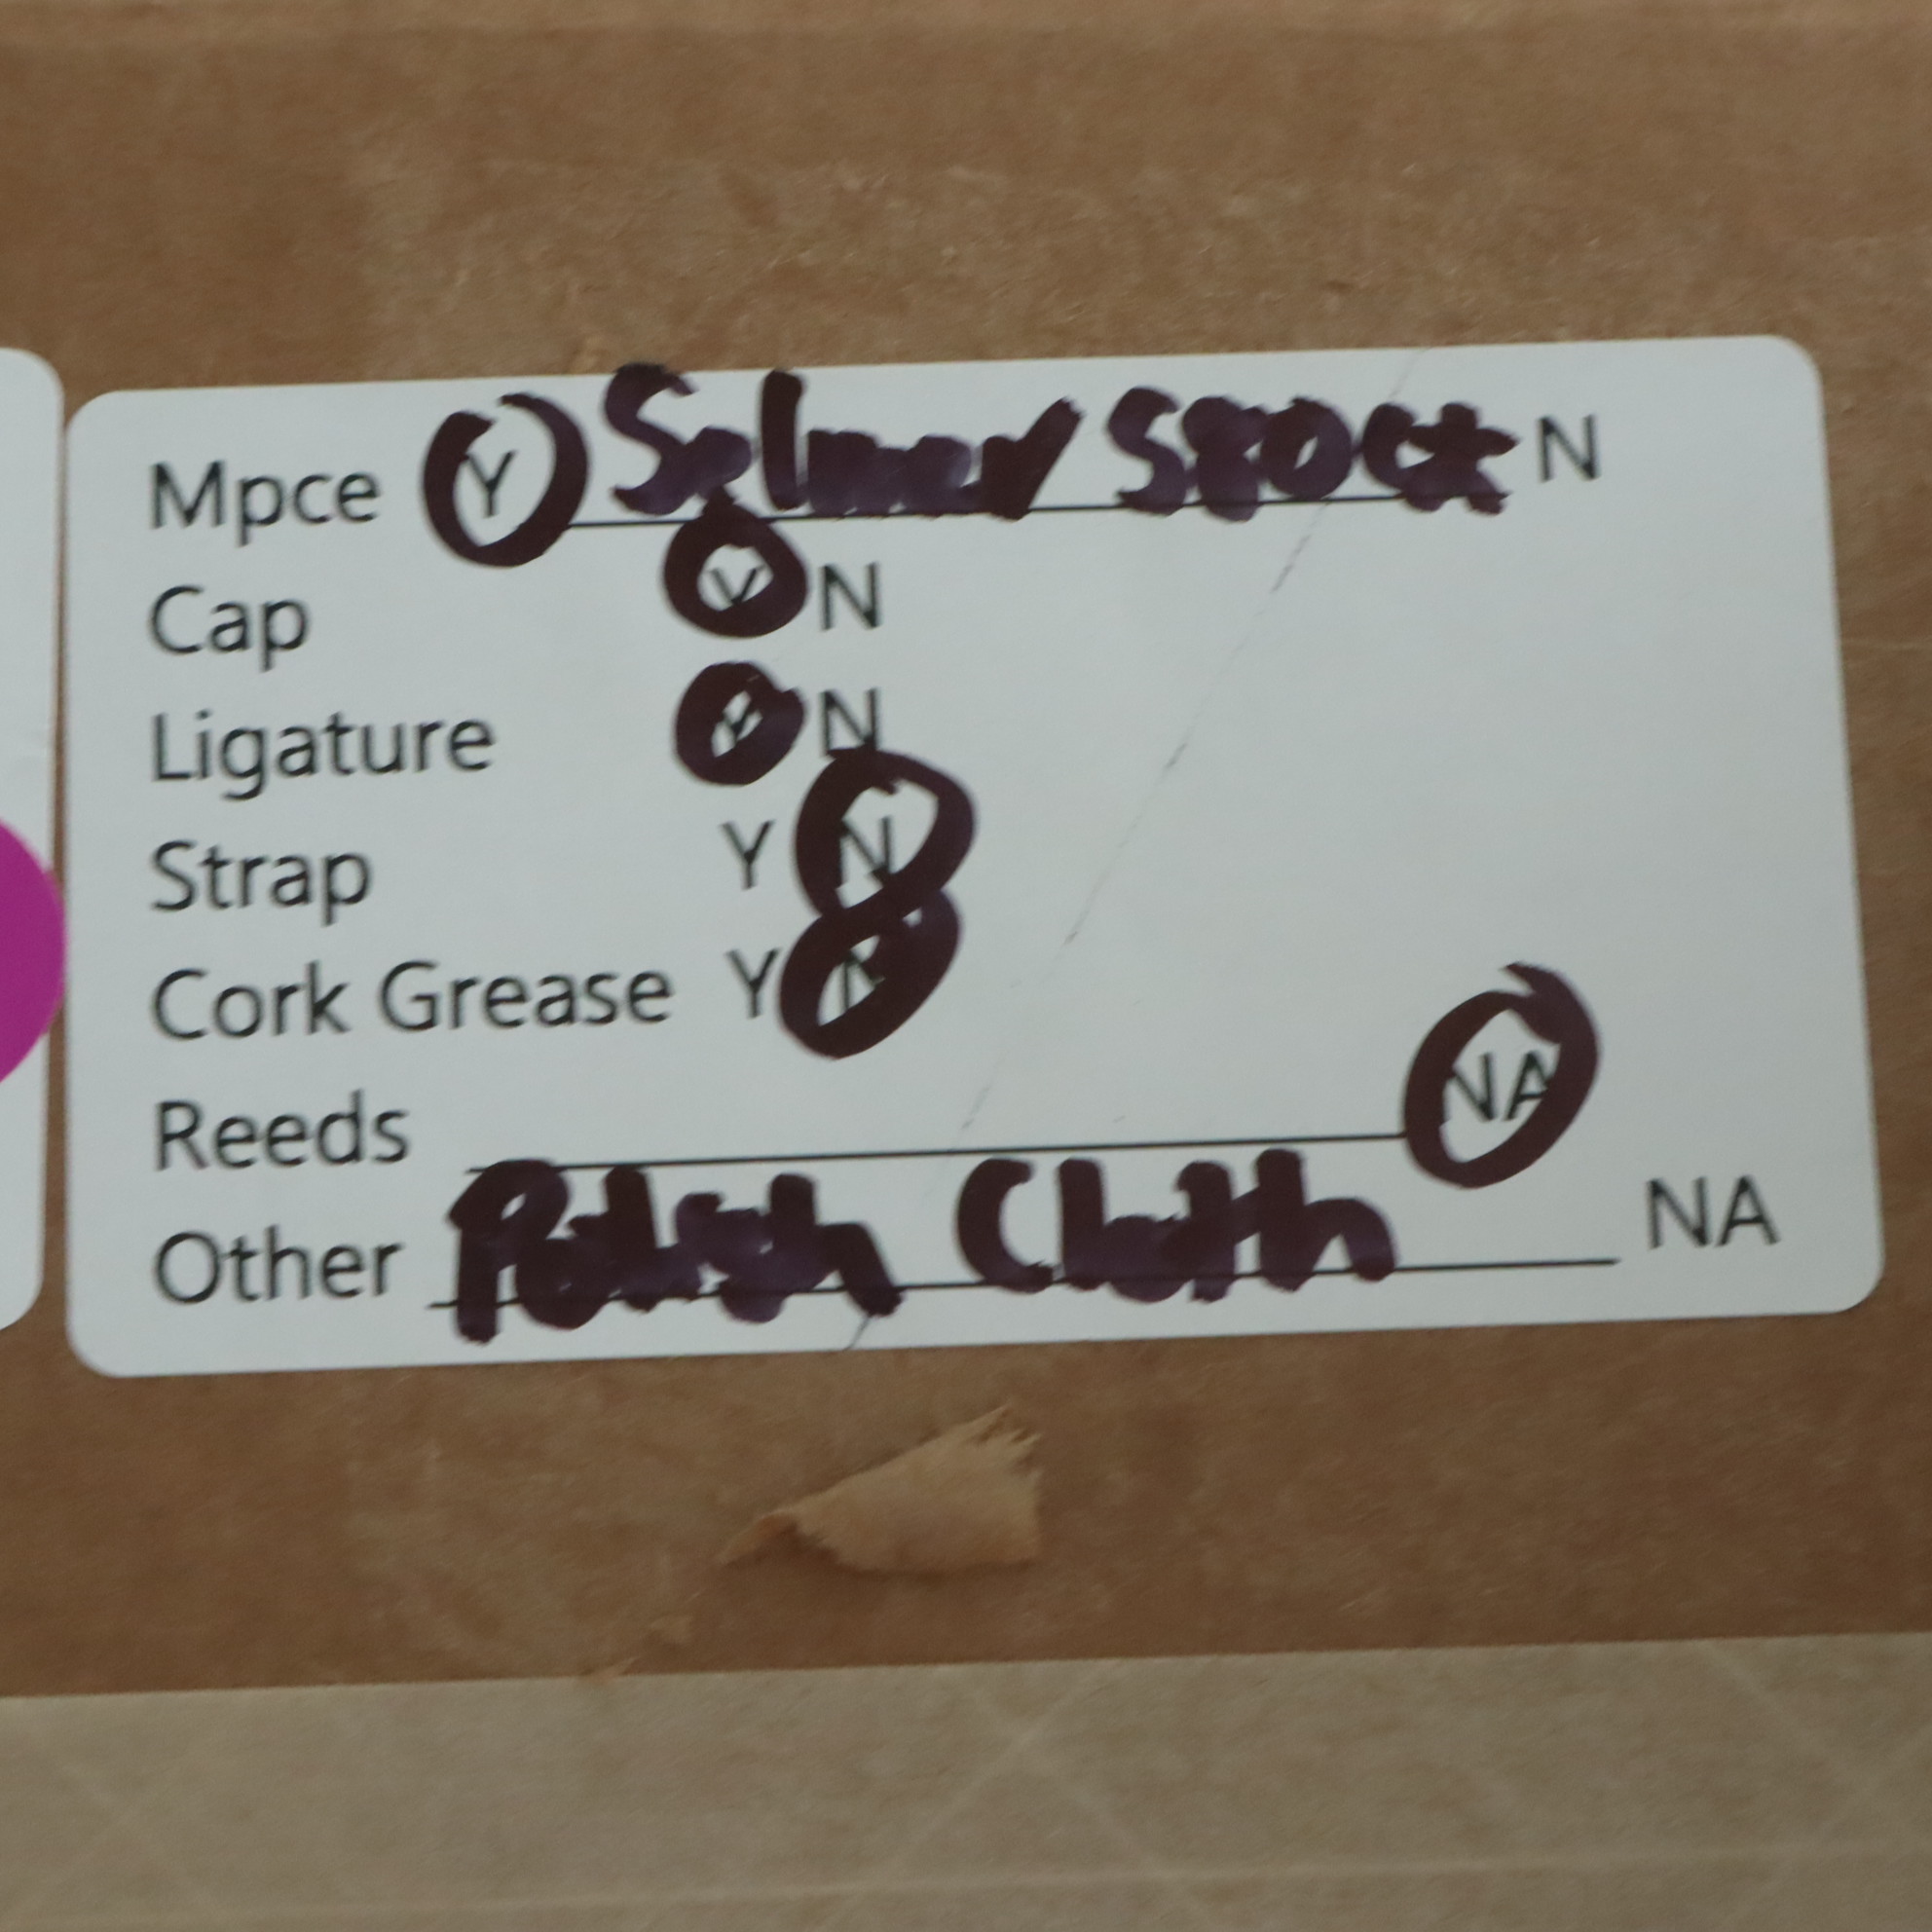 Mpce Y Selmer S80 C* N
Cap Y N
Ligature Y N
Strap Y N
Cork Grease Y N
Reeds NA
Other Polish Cloth NA